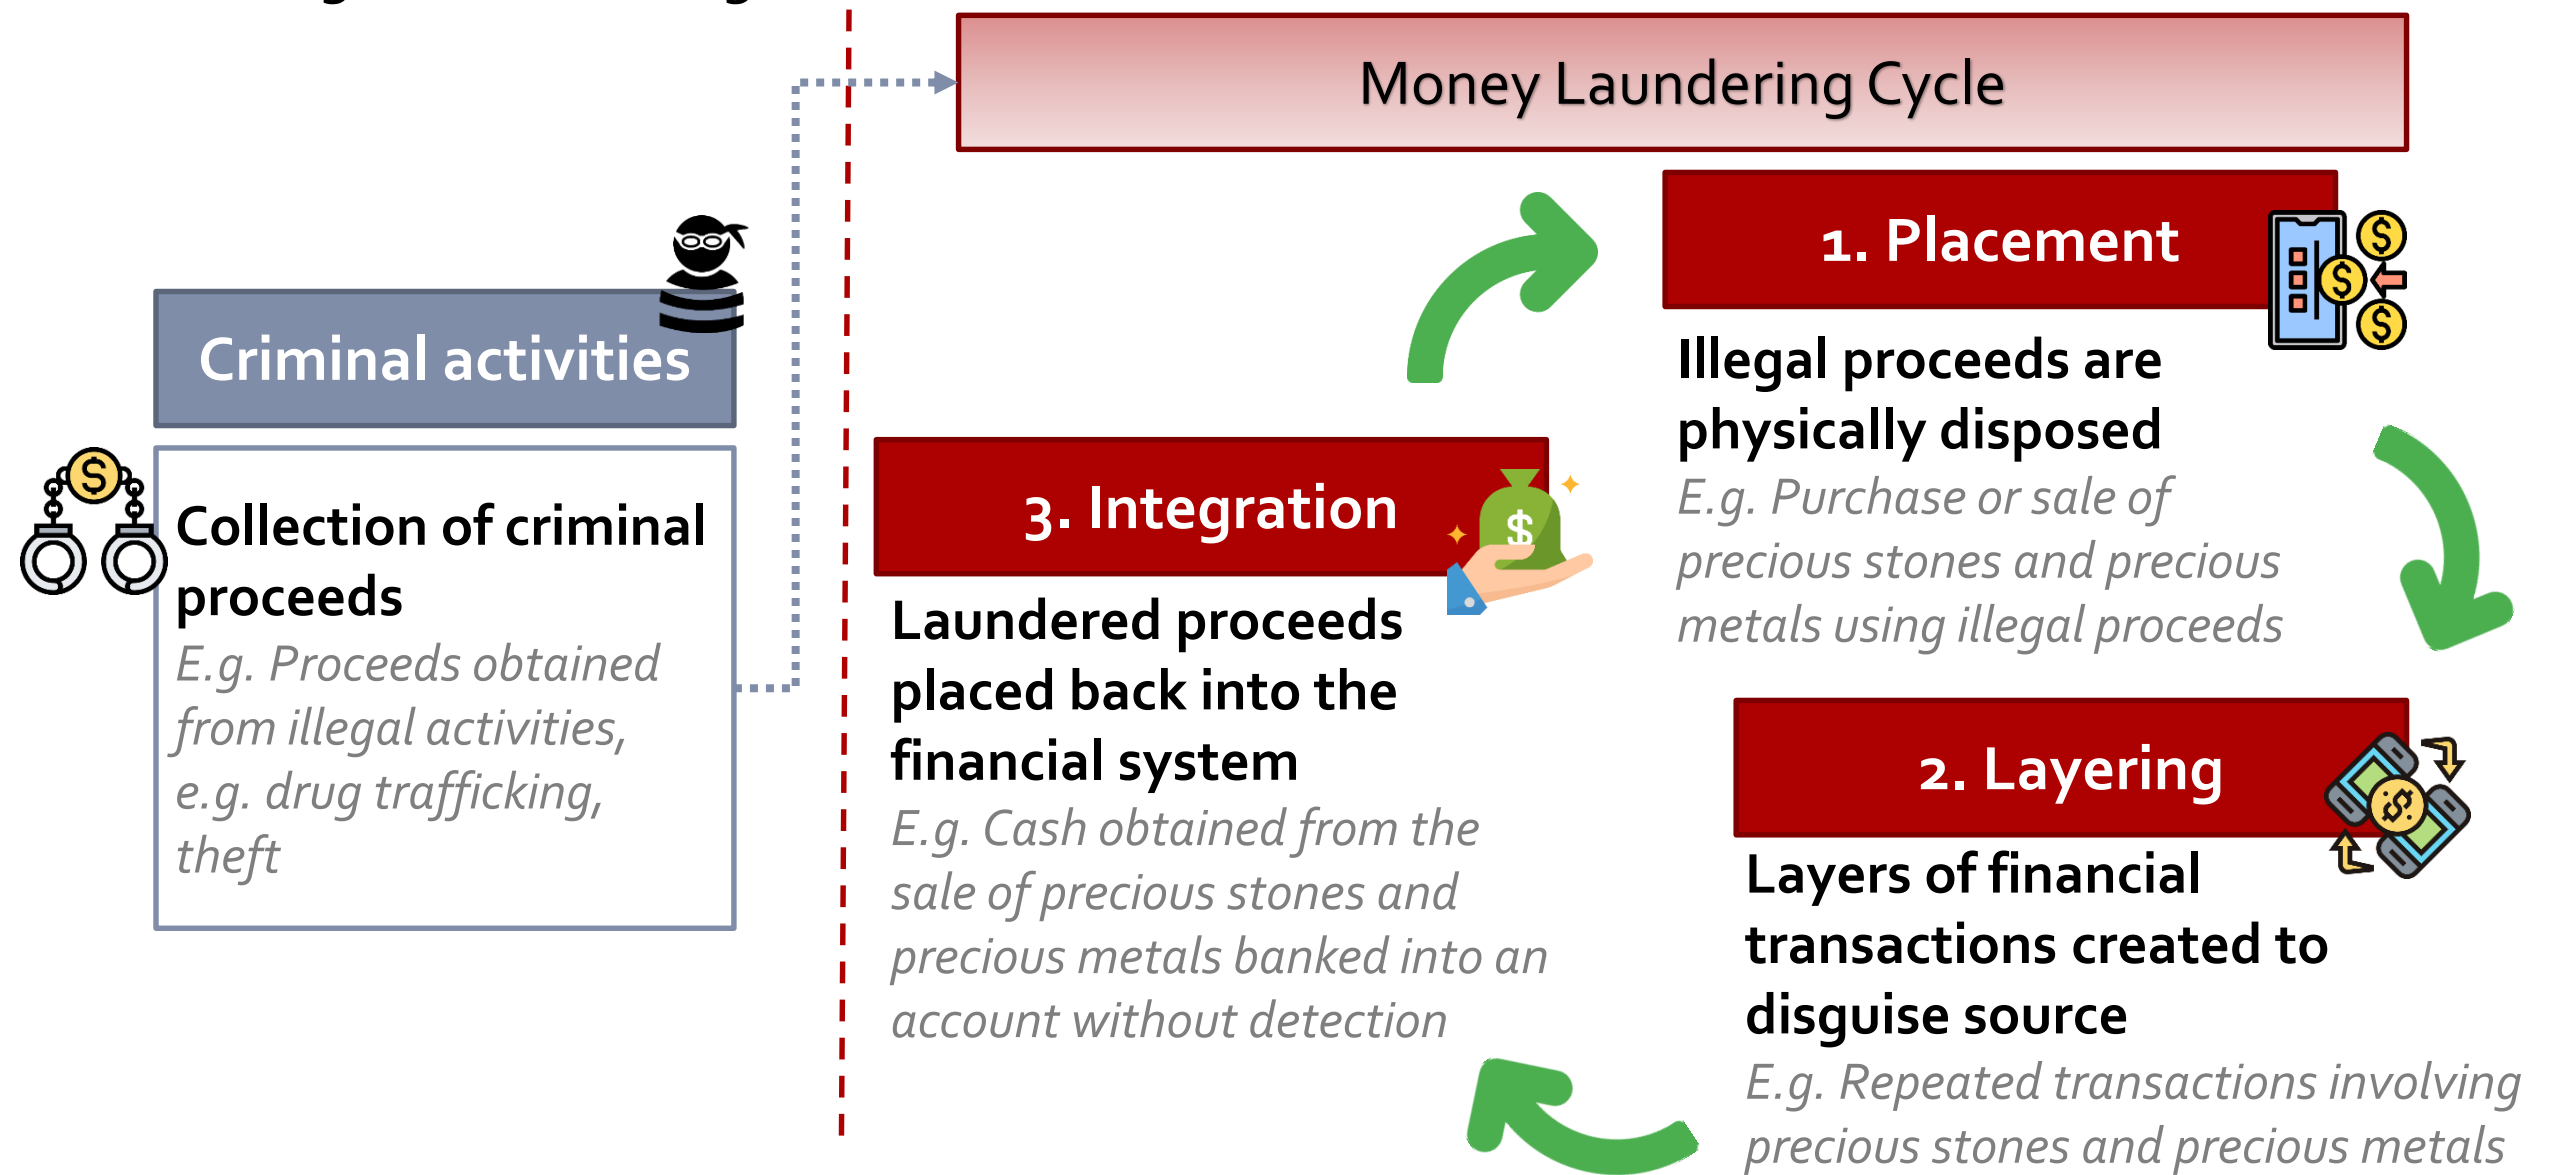 Money Laundering Cycle
Criminal activities
Collection of criminal
proceeds
E.g. Proceeds obtained
from illegal activities,
e.g. drug trafficking,
theft
1. Placement
Illegal proceeds are
physically disposed
E.g. Purchase or sale of
precious stones and precious
metals using illegal proceeds
2. Layering
Layers of financial
transactions created to
disguise source
E.g. Repeated transactions involving
precious stones and precious metals
3. Integration
Laundered proceeds
placed back into the
financial system
E.g. Cash obtained from the
sale of precious stones and
precious metals banked into an
account without detection